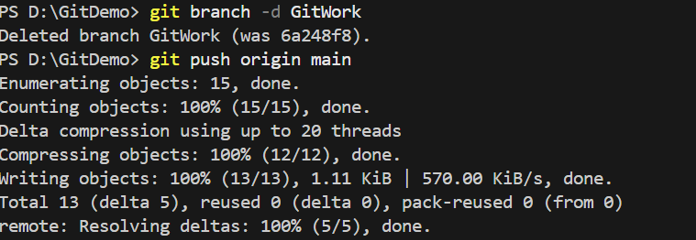 PS D:\GitDemo> git branch -d GitWork
Deleted branch GitWork (was 6a248f8).
PS D:\GitDemo> git push origin main
Enumerating objects: 15, done.
Counting objects: 100% (15/15), done.
Delta compression using up to 20 threads
Compressing objects: 100% (12/12), done.
Writing objects: 100% (13/13), 1.11 KiB | 570.00 KiB/s, done.
Total 13 (delta 5), reused 0 (delta 0), pack-reused 0 (from 0)
remote: Resolving deltas: 100% (5/5), done.